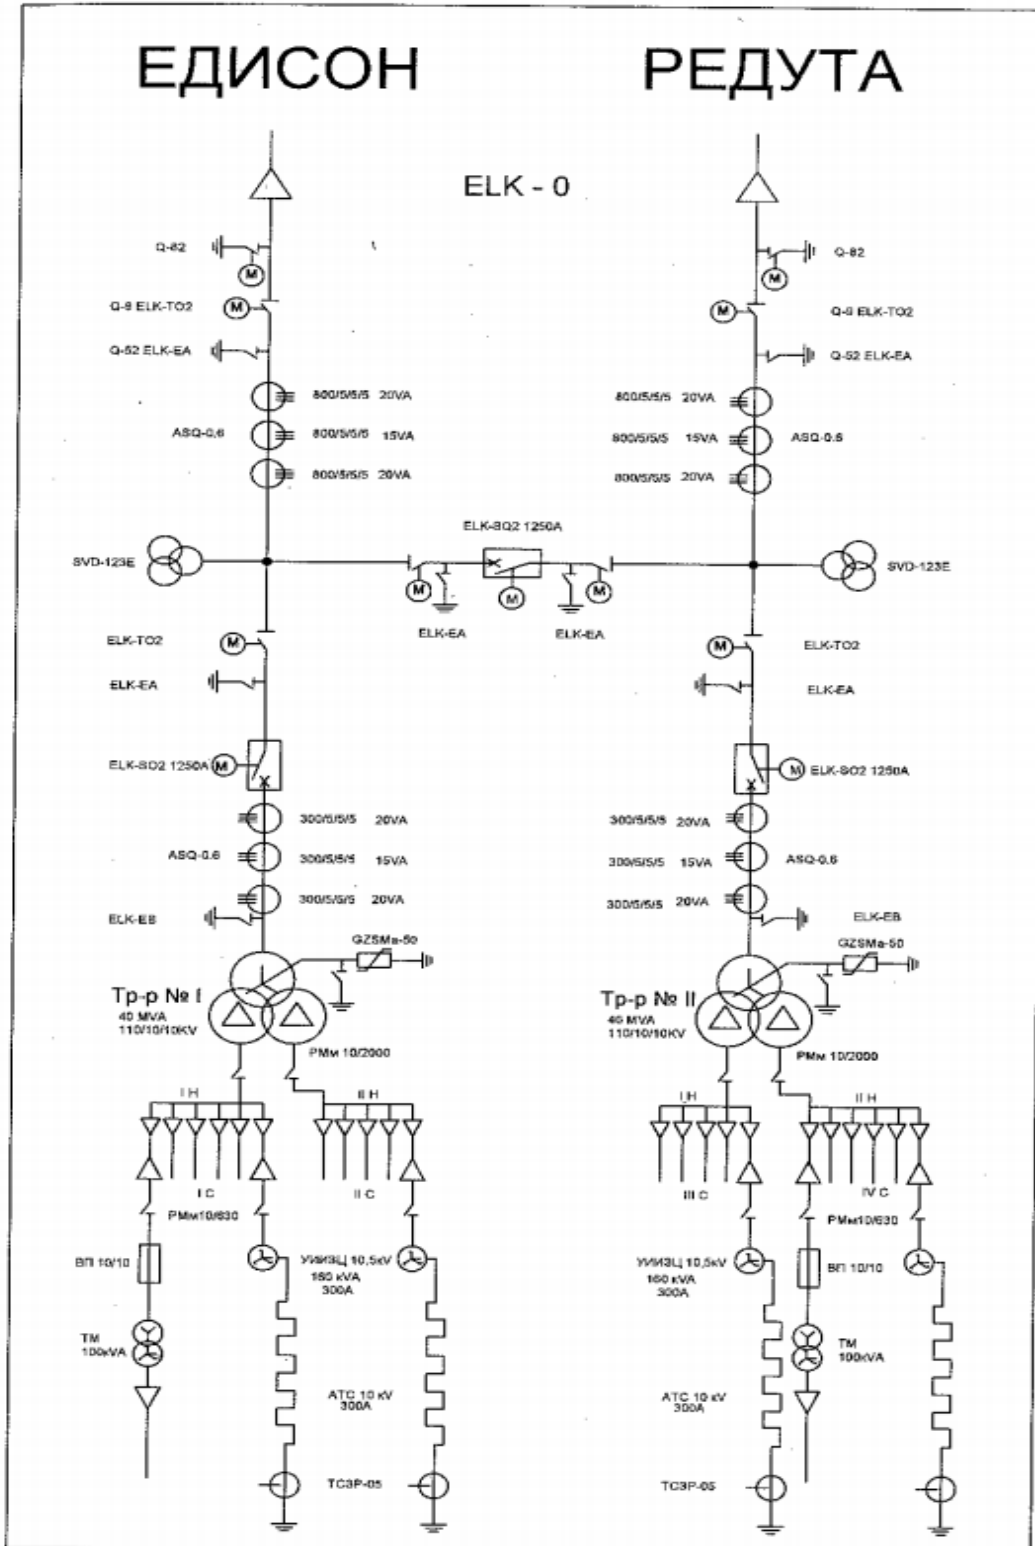 ЕДИСОН
РЕДУТА
ELK - 0
Q-82
M
M
Q-82
Q-9 ELK-TO2
M
M
Q-9 ELK-TO2
Q-52 ELK-EA
Q-52 ELK-EA
800/5/5/5 20VA
800/5/5/5 20VA
ASQ-0,6
800/5/5/5 15VA
800/5/5/5 15VA
ASQ-0.6
800/5/5/5 20VA
800/5/5/5 20VA
ELK-SQ2 1250A
SVD-123E
SVD-123E
M
M
M
ELK-EA
ELK-EA
ELK-TO2
M
M
ELK-TO2
ELK-EA
ELK-EA
ELK-SO2 1250A
M
M
ELK-SO2 1250A
300/5/5/5 20VA
300/5/5/5 20VA
ASQ-0.6
300/5/5/5 15VA
300/5/5/5 15VA
ASQ-0.6
300/5/5/5 20VA
300/5/5/5 20VA
ELK-EB
ELK-EB
GZSMa-50
GZSMa-50
Тр-р № I
40 MVA
110/10/10KV
Тр-р № II
40 MVA
110/10/10KV
РМм 10/2000
РМм 10/2000
I Н
II Н
I Н
II Н
I С
II С
III С
IV С
РМм10/630
РМм10/630
ВП 10/10
УИИЗЦ 10,5kV
160 kVA
300A
УИИЗЦ 10,5kV
160 kVA
300A
ВП 10/10
ТМ
100kVA
ТМ
100kVA
АТС 10 kV
300A
АТС 10 kV
300A
ТСЗР-05
ТСЗР-05